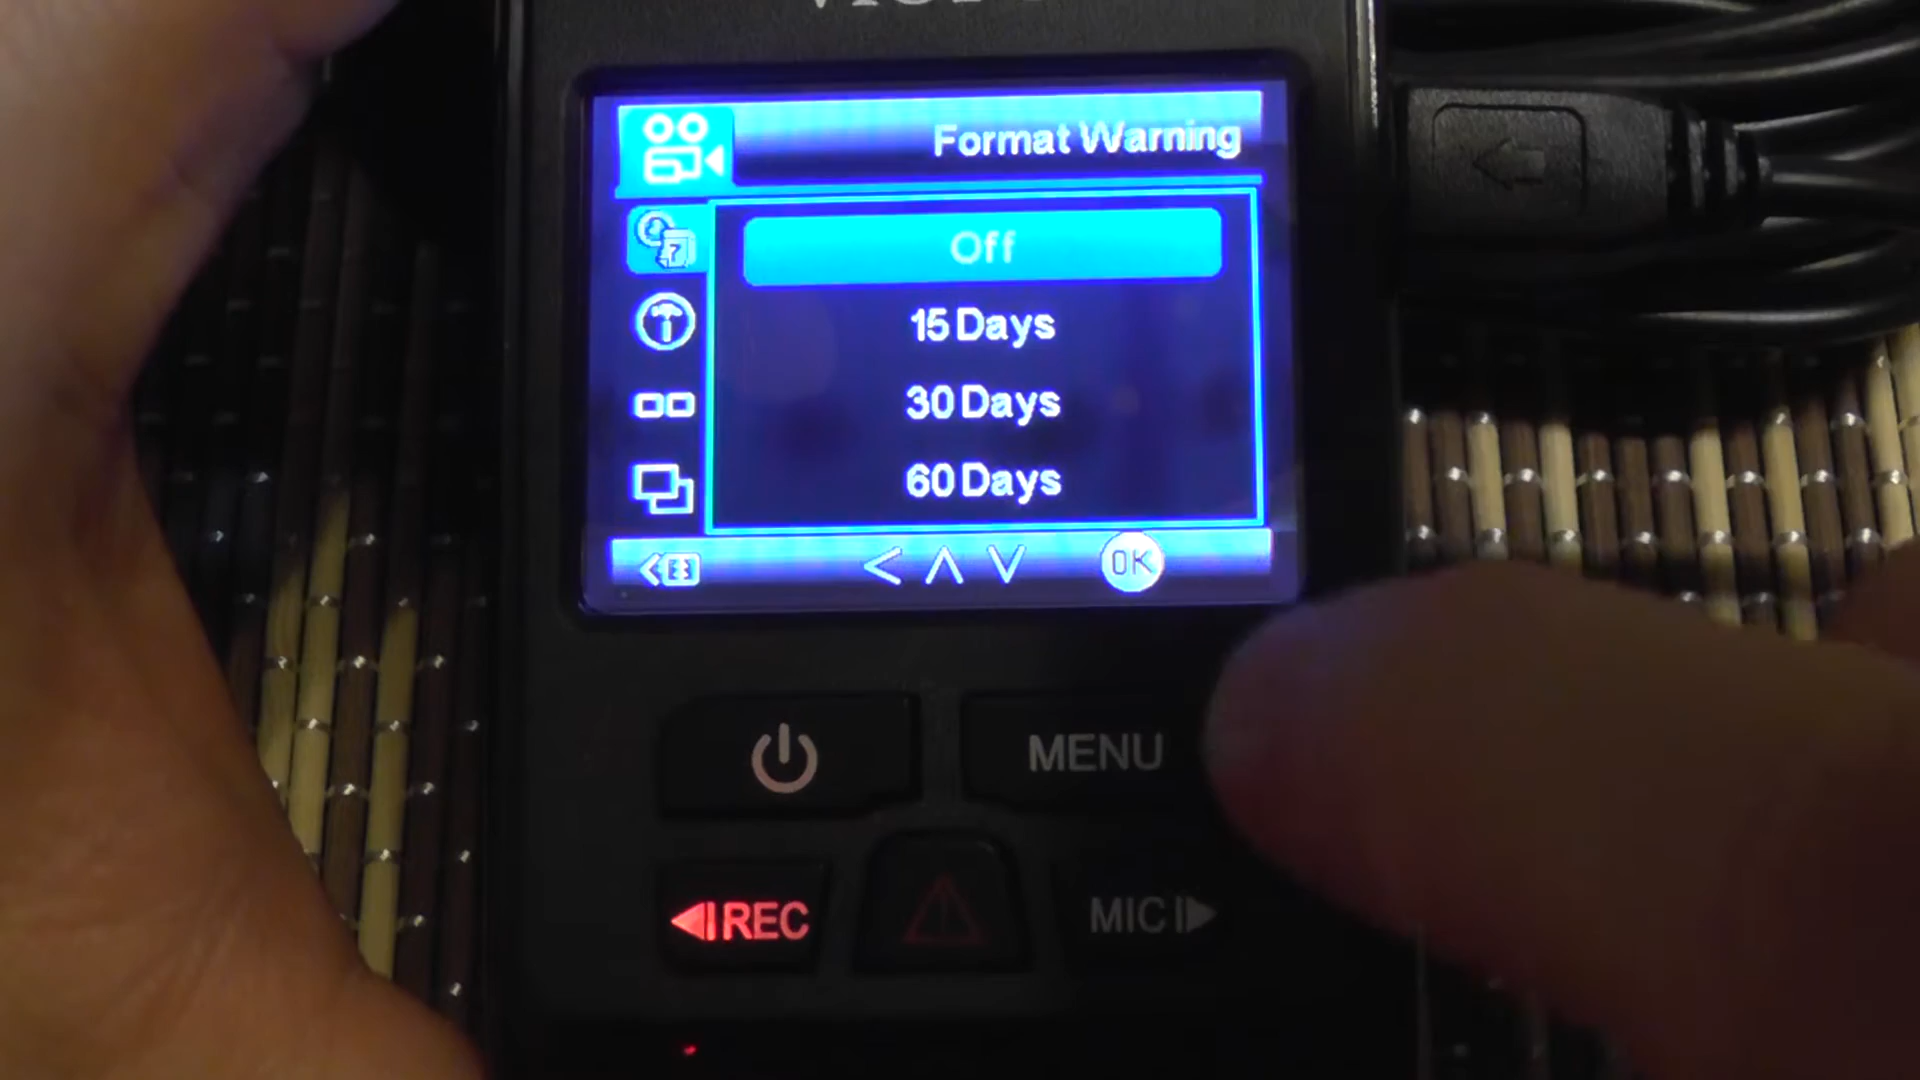 Format Warning
Off
15 Days
30 Days
60 Days
OK
MENU
REC
MIC